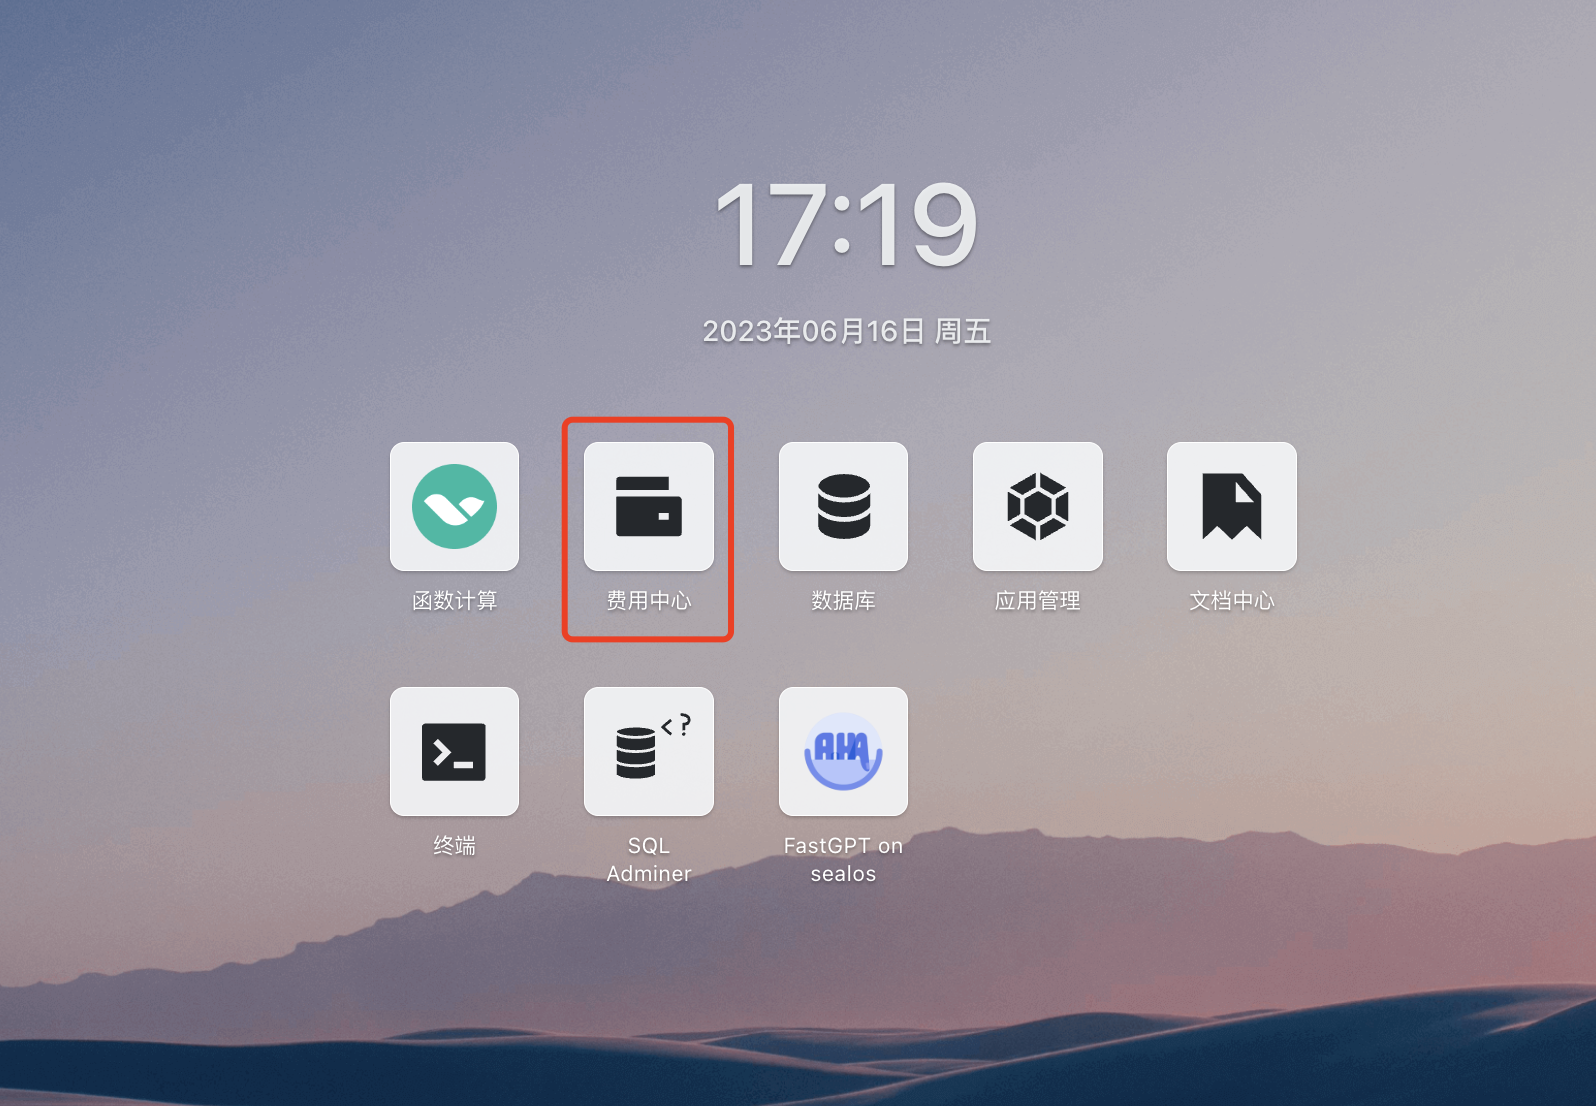 17:19
2023年06月16日 周五
函数计算
费用中心
数据库
应用管理
文档中心
<?
AHA
终端
SQL
Adminer
FastGPT on
sealos